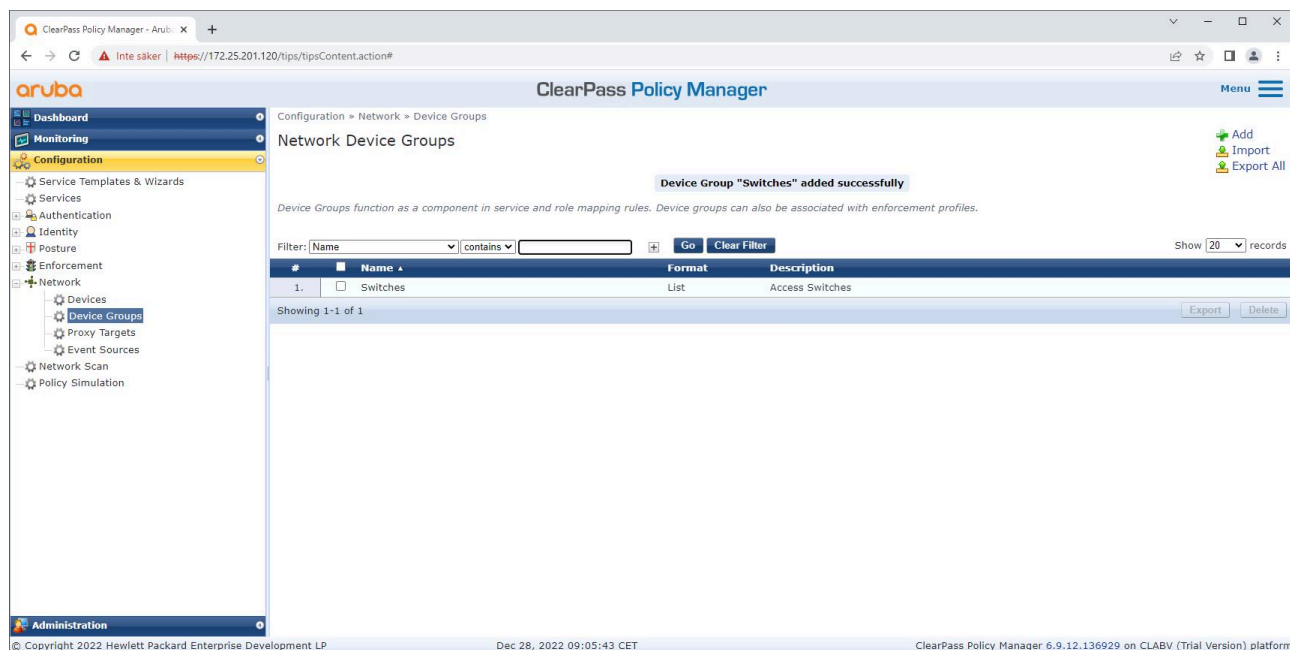 ClearPass Policy Manager - Arub
Inte säker | https://172.25.201.120/tips/tipsContent.action#
aruba
ClearPass Policy Manager
Menu
Dashboard
Monitoring
Configuration
Service Templates & Wizards
Services
Authentication
Identity
Posture
Enforcement
Network
Devices
Device Groups
Proxy Targets
Event Sources
Network Scan
Policy Simulation
Administration
Configuration » Network » Device Groups
Network Device Groups
Add
Import
Export All
Device Group "Switches" added successfully
Device Groups function as a component in service and role mapping rules. Device groups can also be associated with enforcement profiles.
Filter: Name contains + Go Clear Filter Show 20 records
# Name Format Description
1. Switches List Access Switches
Showing 1-1 of 1 Export Delete
© Copyright 2022 Hewlett Packard Enterprise Development LP Dec 28, 2022 09:05:43 CET ClearPass Policy Manager 6.9.12.136929 on CLABV (Trial Version) platform